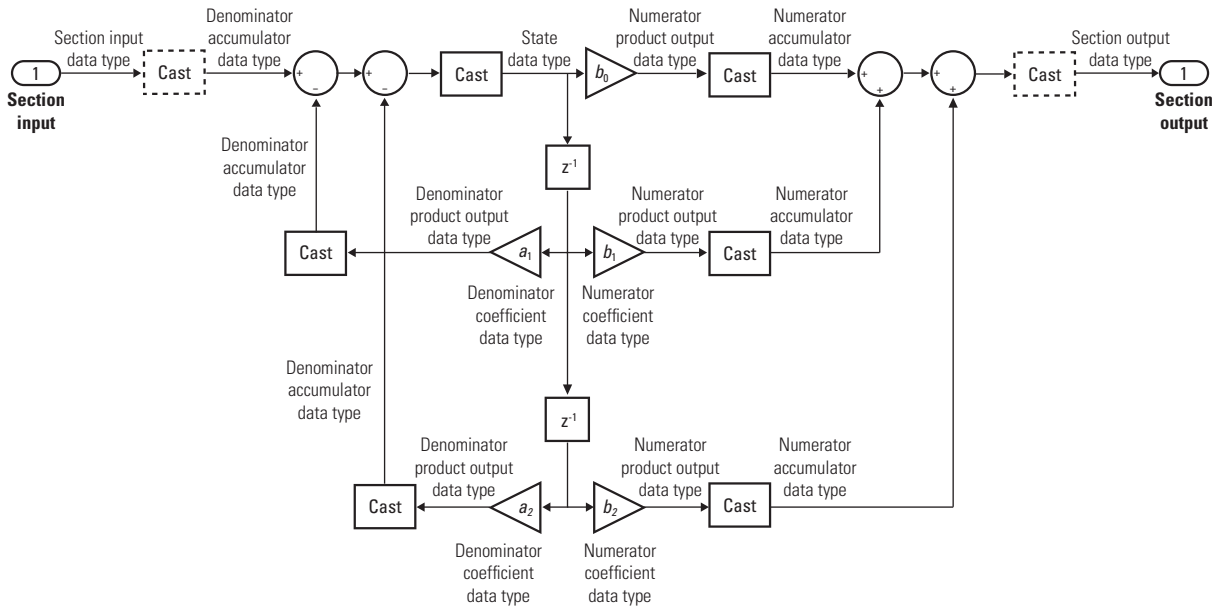 1
Section
input
Section input
data type
Cast
Denominator
accumulator
data type
+
−
+
−
Cast
State
data type
b0
Numerator
product output
data type
Cast
Numerator
accumulator
data type
+
+
+
+
Cast
Section output
data type
1
Section
output
Denominator
accumulator
data type
z-1
Cast
Denominator
product output
data type
a1
b1
Numerator
product output
data type
Cast
Numerator
accumulator
data type
Denominator
coefficient
data type
Numerator
coefficient
data type
Denominator
accumulator
data type
z-1
Cast
Denominator
product output
data type
a2
b2
Numerator
product output
data type
Cast
Numerator
accumulator
data type
Denominator
coefficient
data type
Numerator
coefficient
data type